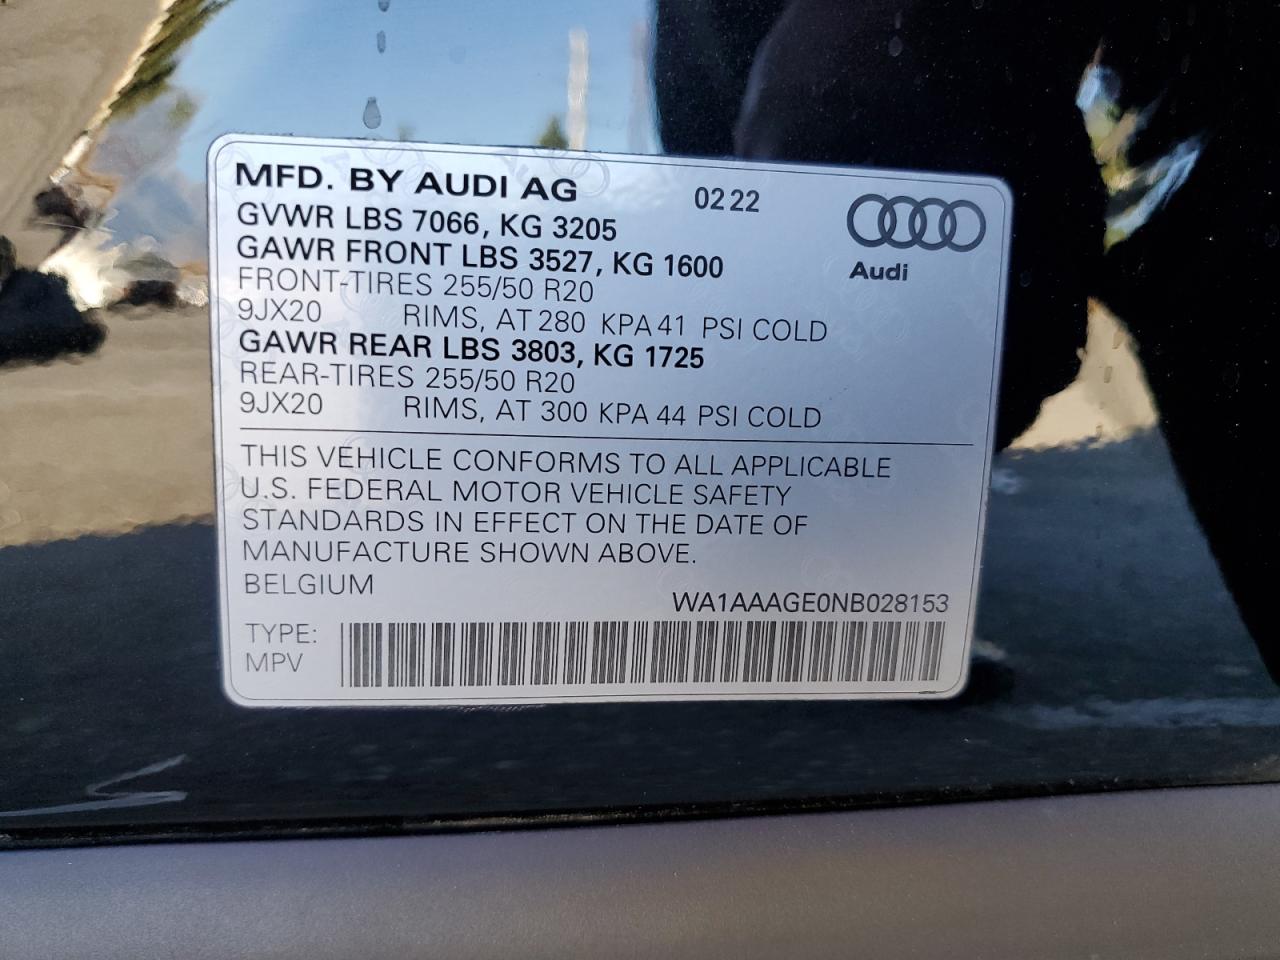 MFD. BY AUDI AG 02 22
GVWR LBS 7066, KG 3205
GAWR FRONT LBS 3527, KG 1600
Audi
FRONT-TIRES 255/50 R20
9JX20 RIMS, AT 280 KPA 41 PSI COLD
GAWR REAR LBS 3803, KG 1725
REAR-TIRES 255/50 R20
9JX20 RIMS, AT 300 KPA 44 PSI COLD
THIS VEHICLE CONFORMS TO ALL APPLICABLE
U.S. FEDERAL MOTOR VEHICLE SAFETY
STANDARDS IN EFFECT ON THE DATE OF
MANUFACTURE SHOWN ABOVE.
BELGIUM
WA1AAAGE0NB028153
TYPE:
MPV